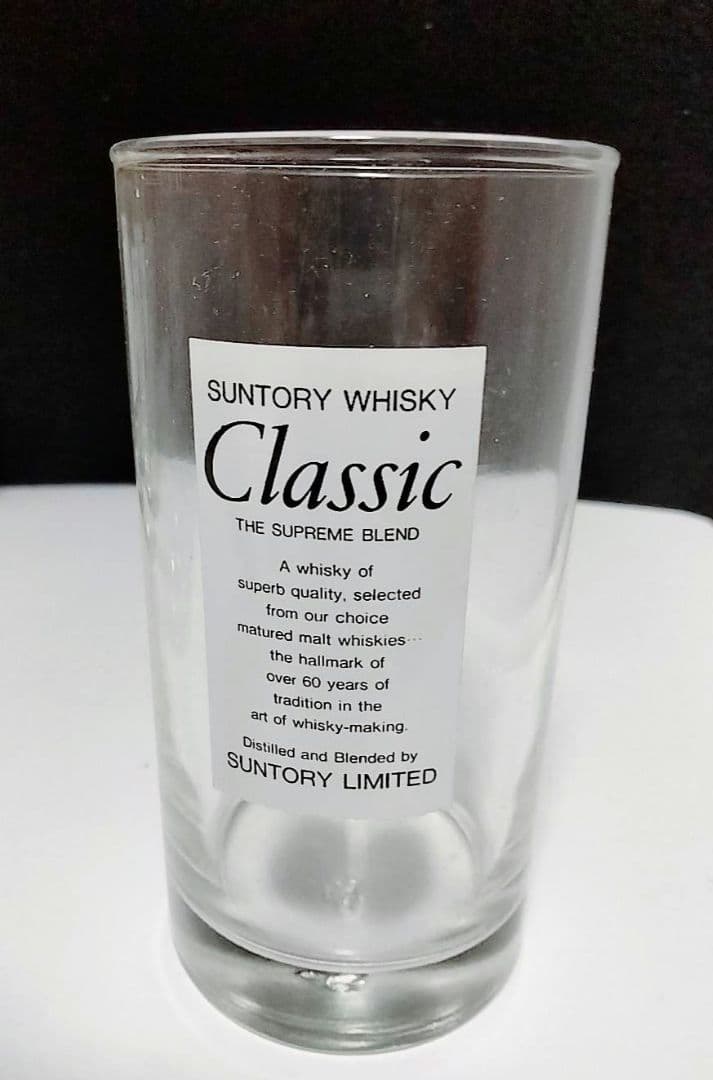 SUNTORY WHISKY
Classic
THE SUPREME BLEND
A whisky of
superb quality, selected
from our choice
matured malt whiskies…
the hallmark of
over 60 years of
tradition in the
art of whisky-making.
Distilled and Blended by
SUNTORY LIMITED